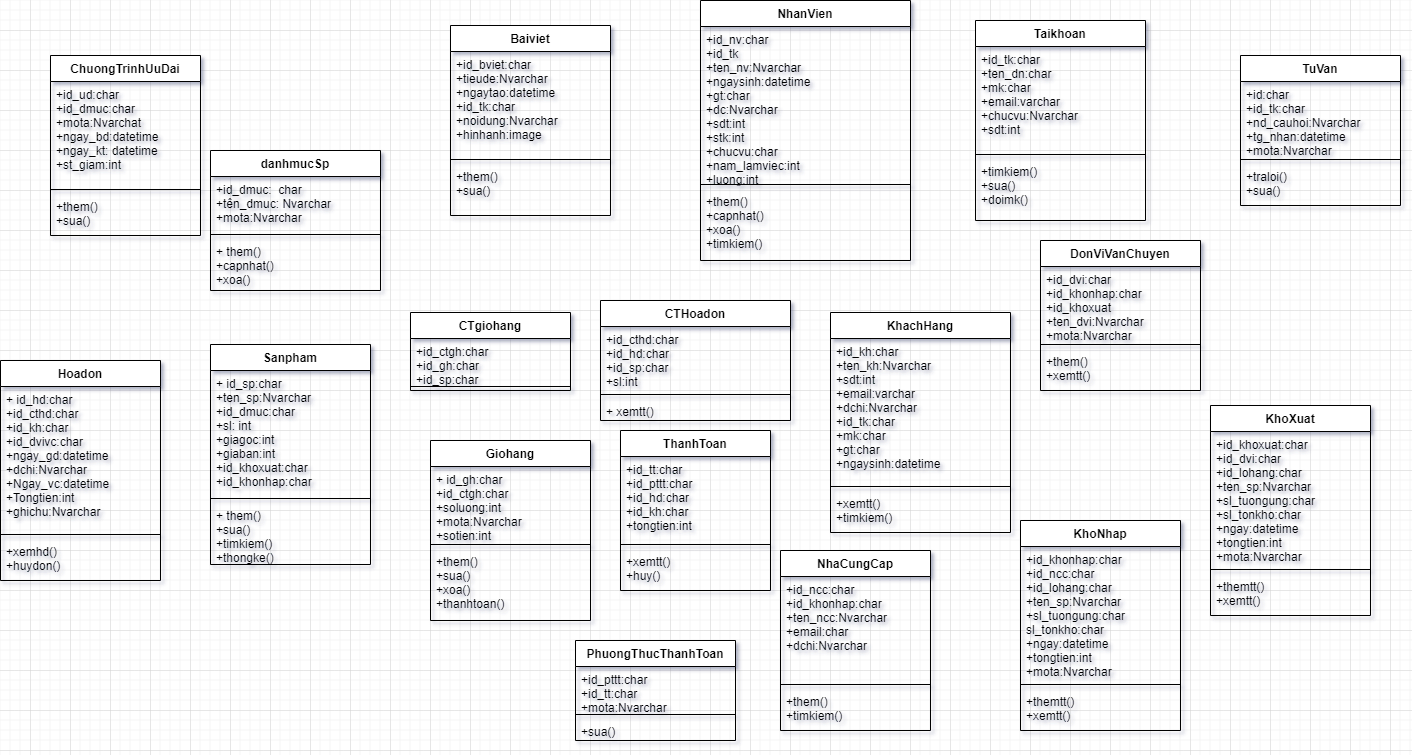 ChuongTrinhUuDai
+id_ud:char
+id_dmuc:char
+mota:Nvarchat
+ngay_bd:datetime
+ngay_kt: datetime
+st_giam:int
+them()
+sua()
danhmucSp
+id_dmuc: char
+tên_dmuc: Nvarchar
+mota:Nvarchar
+ them()
+capnhat()
+xoa()
Baiviet
+id_bviet:char
+tieude:Nvarchar
+ngaytao:datetime
+id_tk:char
+noidung:Nvarchar
+hinhanh:image
+them()
+sua()
NhanVien
+id_nv:char
+id_tk
+ten_nv:Nvarchar
+ngaysinh:datetime
+gt:char
+dc:Nvarchar
+sdt:int
+stk:int
+chucvu:char
+nam_lamviec:int
+luong:int
+them()
+capnhat()
+xoa()
+timkiem()
Taikhoan
+id_tk:char
+ten_dn:char
+mk:char
+email:varchar
+chucvu:Nvarchar
+sdt:int
+timkiem()
+sua()
+doimk()
TuVan
+id:char
+id_tk:char
+nd_cauhoi:Nvarchar
+tg_nhan:datetime
+mota:Nvarchar
+traloi()
+sua()
DonViVanChuyen
+id_dvi:char
+id_khonhap:char
+id_khoxuat
+ten_dvi:Nvarchar
+mota:Nvarchar
+them()
+xemtt()
Hoadon
+ id_hd:char
+id_cthd:char
+id_kh:char
+id_dvivc:char
+ngay_gd:datetime
+dchi:Nvarchar
+Ngay_vc:datetime
+Tongtien:int
+ghichu:Nvarchar
+xemhd()
+huydon()
Sanpham
+ id_sp:char
+ten_sp:Nvarchar
+id_dmuc:char
+sl: int
+giagoc:int
+giaban:int
+id_khoxuat:char
+id_khonhap:char
+ them()
+sua()
+timkiem()
+thongke()
CTgiohang
+id_ctgh:char
+id_gh:char
+id_sp:char
CTHoadon
+id_cthd:char
+id_hd:char
+id_sp:char
+sl:int
+ xemtt()
KhachHang
+id_kh:char
+ten_kh:Nvarchar
+sdt:int
+email:varchar
+dchi:Nvarchar
+id_tk:char
+mk:char
+gt:char
+ngaysinh:datetime
+xemtt()
+timkiem()
Giohang
+ id_gh:char
+id_ctgh:char
+soluong:int
+mota:Nvarchar
+sotien:int
+them()
+sua()
+xoa()
+thanhtoan()
ThanhToan
+id_tt:char
+id_pttt:char
+id_hd:char
+id_kh:char
+tongtien:int
+xemtt()
+huy()
KhoXuat
+id_khoxuat:char
+id_dvi:char
+id_lohang:char
+ten_sp:Nvarchar
+sl_tuongung:char
+sl_tonkho:char
+ngay:datetime
+tongtien:int
+mota:Nvarchar
+themtt()
+xemtt()
KhoNhap
+id_khonhap:char
+id_ncc:char
+id_lohang:char
+ten_sp:Nvarchar
+sl_tuongung:char
sl_tonkho:char
+ngay:datetime
+tongtien:int
+mota:Nvarchar
+themtt()
+xemtt()
NhaCungCap
+id_ncc:char
+id_khonhap:char
+ten_ncc:Nvarchar
+email:char
+dchi:Nvarchar
+them()
+timkiem()
PhuongThucThanhToan
+id_pttt:char
+id_tt:char
+mota:Nvarchar
+sua()